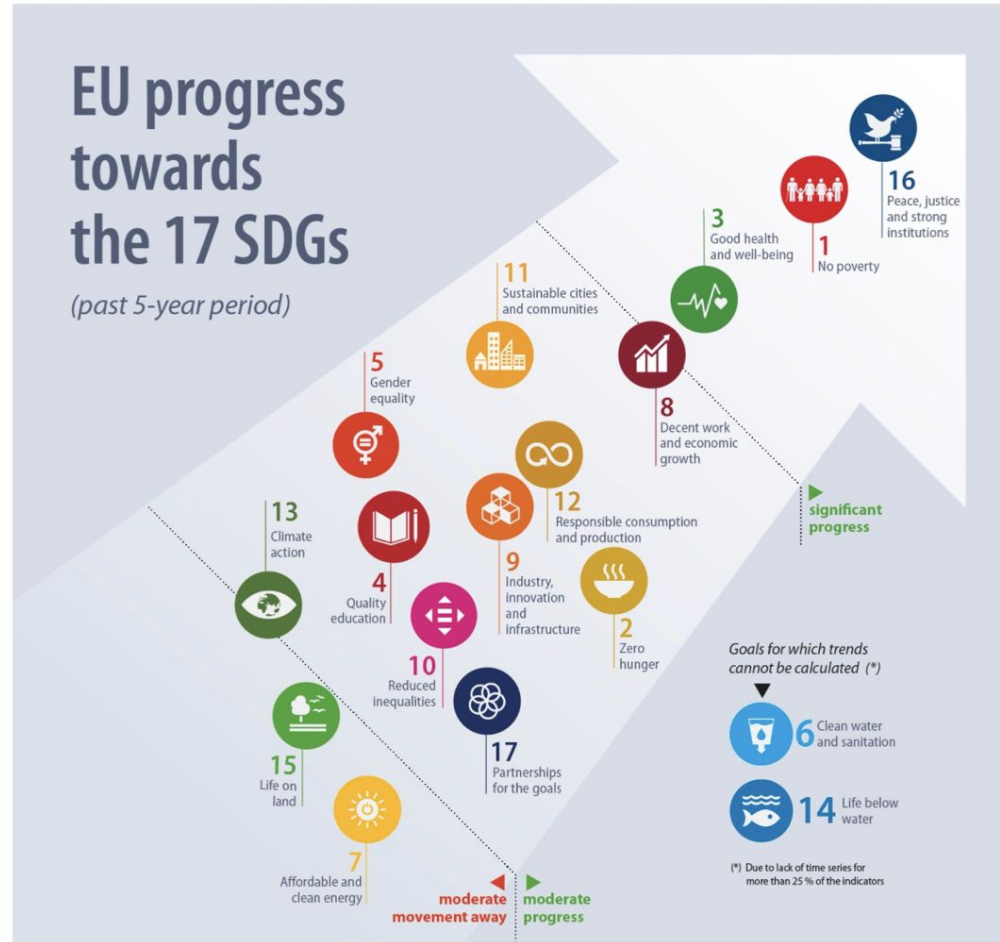 EU progress
towards
the 17 SDGs
(past 5-year period)
16
Peace, justice
and strong
institutions
1
No poverty
3
Good health
and well-being
11
Sustainable cities
and communities
8
Decent work
and economic
growth
5
Gender
equality
12
Responsible consumption
and production
significant
progress
13
Climate
action
4
Quality
education
9
Industry,
innovation
and
infrastructure
2
Zero
hunger
10
Reduced
inequalities
17
Partnerships
for the goals
15
Life on
land
7
Affordable and
clean energy
moderate
movement away
moderate
progress
Goals for which trends
cannot be calculated (*)
6
Clean water
and sanitation
14
Life below
water
(*) Due to lack of time series for
more than 25 % of the indicators